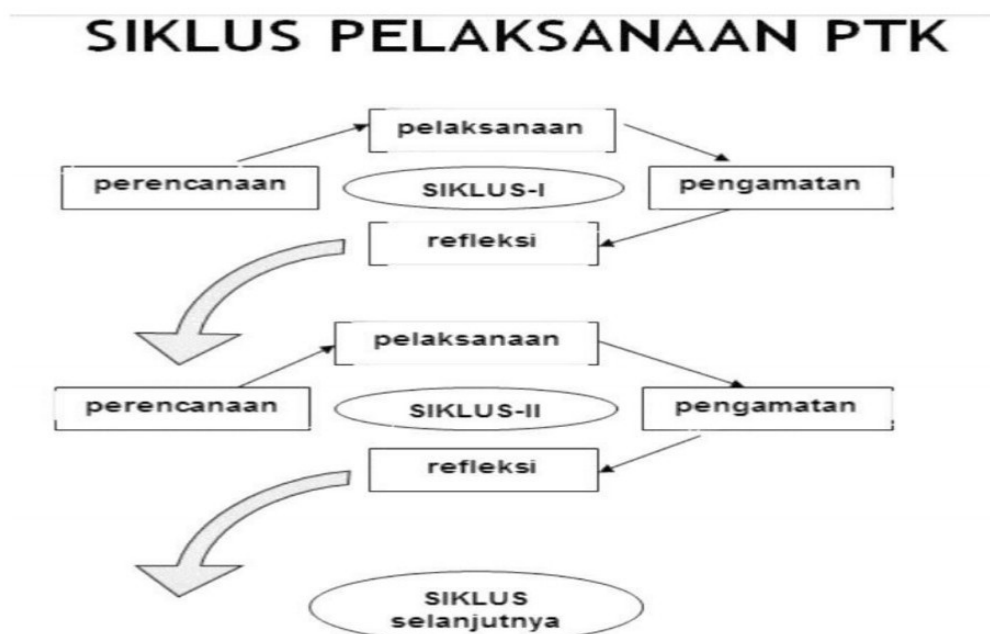 SIKLUS PELAKSANAAN PTK
pelaksanaan
perencanaan
SIKLUS-I
pengamatan
refleksi
pelaksanaan
perencanaan
SIKLUS-II
pengamatan
refleksi
SIKLUS
selanjutnya